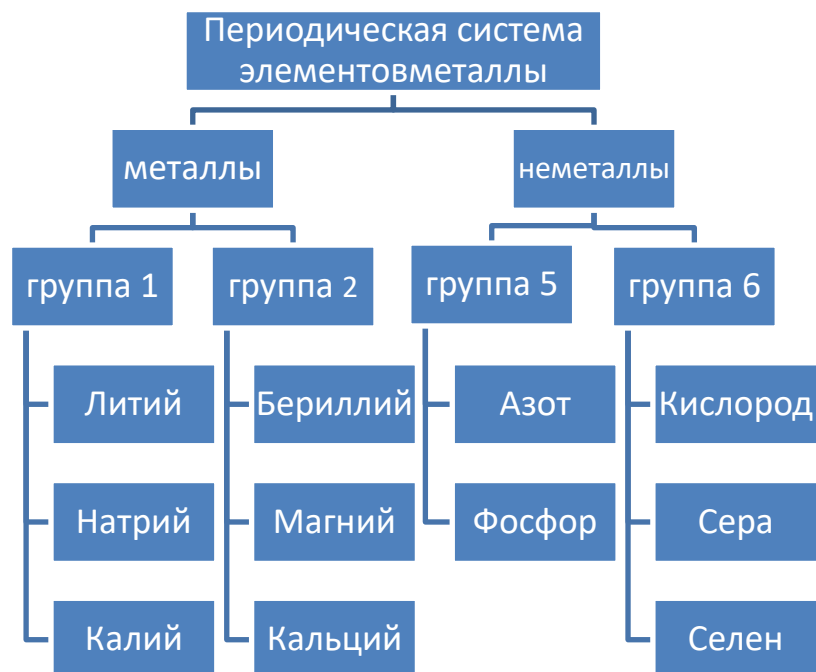 Периодическая система
элементовметаллы
металлы
неметаллы
группа 1
группа 2
группа 5
группа 6
Литий
Бериллий
Азот
Кислород
Натрий
Магний
Фосфор
Сера
Калий
Кальций
Селен